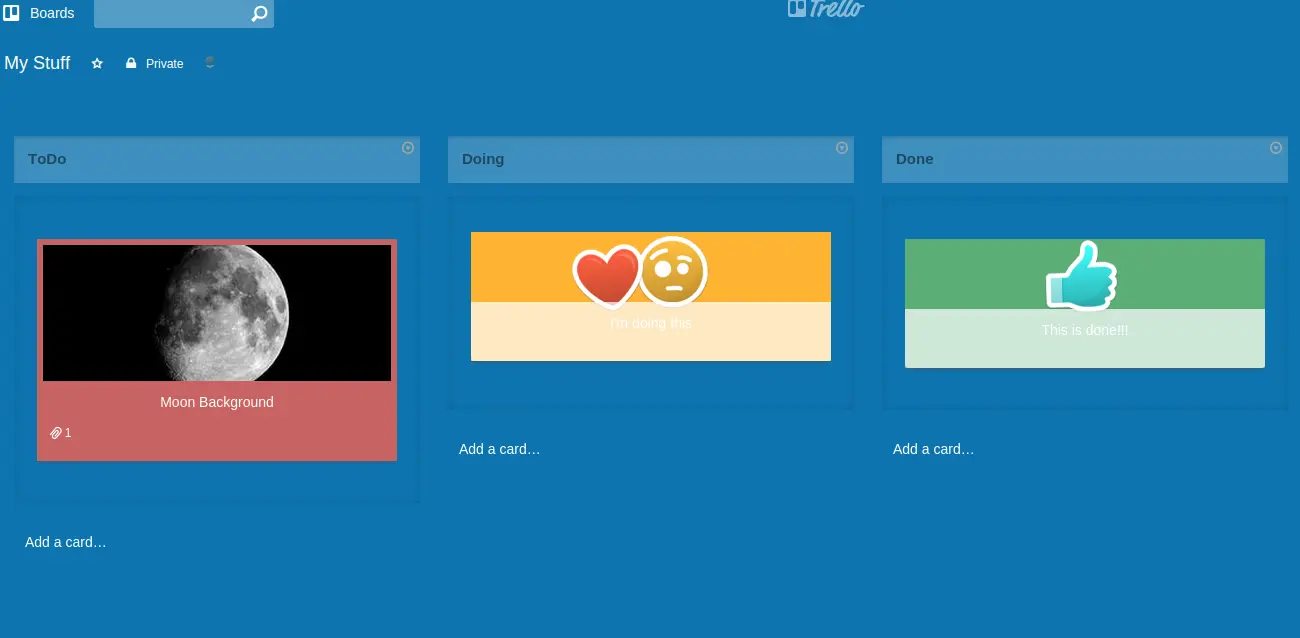 Boards
Trello
My Stuff
Private
ToDo
Doing
Done
Moon Background
1
Add a card…
I'm doing this
Add a card…
This is done!!!
Add a card…